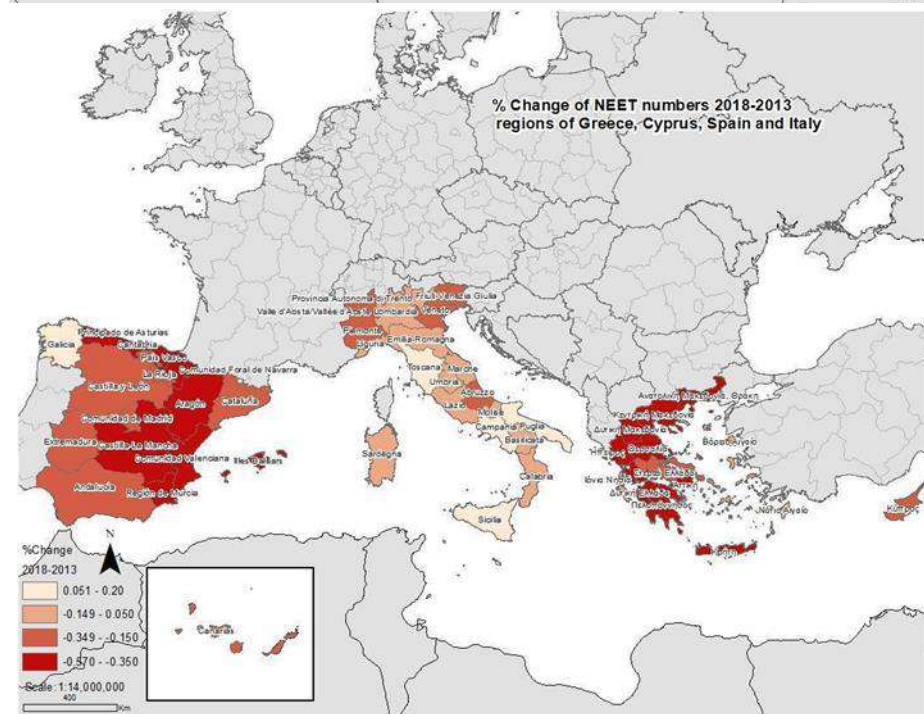 % Change of NEET numbers 2018-2013
regions of Greece, Cyprus, Spain and Italy
Provincia Autonoma di Trento
Friuli-Venezia Giulia
Valle d'Aosta/Vallée d'Aoste
Lombardia
Veneto
Piemonte
Liguria
Emilia-Romagna
Toscana
Marche
Umbria
Abruzzo
Lazio
Molise
Campania
Puglia
Basilicata
Sardegna
Calabria
Sicilia
Galicia
Principado de Asturias
Cantabria
País Vasco
La Rioja
Comunidad Foral de Navarra
Castilla y León
Aragón
Cataluña
Comunidad de Madrid
Extremadura
Castilla-La Mancha
Comunidad Valenciana
Illes Balears
Andalucía
Región de Murcia
Ανατολική Μακεδονία, Θράκη
Κεντρική Μακεδονία
Δυτική Μακεδονία
Ήπειρος
Θεσσαλία
Βόρειο Αιγαίο
Ιόνια Νησιά
Στερεά Ελλάδα
Αττική
Δυτική Ελλάδα
Πελοπόννησος
Νότιο Αιγαίο
Κρήτη
Κύπρος
N
%Change
2018-2013
0.051 - 0.20
-0.149 - 0.050
-0.349 - -0.150
-0.570 - -0.350
Scale: 1:14,000,000
400
Km
Canarias